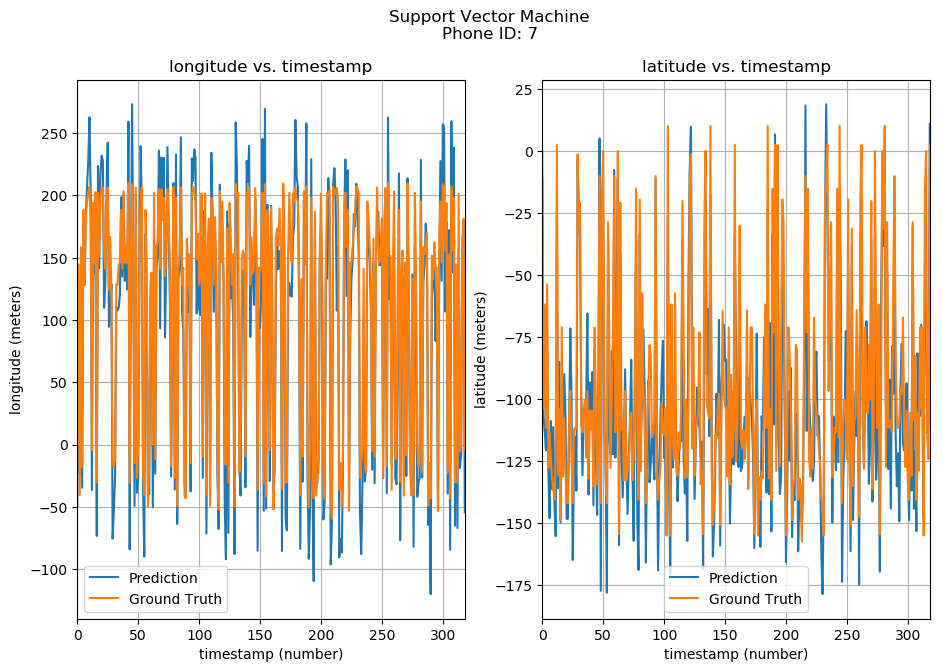 Support Vector Machine
Phone ID: 7
longitude vs. timestamp
longitude (meters)
250
200
150
100
50
0
−50
−100
0 50 100 150 200 250 300
timestamp (number)
Prediction
Ground Truth
latitude vs. timestamp
latitude (meters)
25
0
−25
−50
−75
−100
−125
−150
−175
0 50 100 150 200 250 300
timestamp (number)
Prediction
Ground Truth